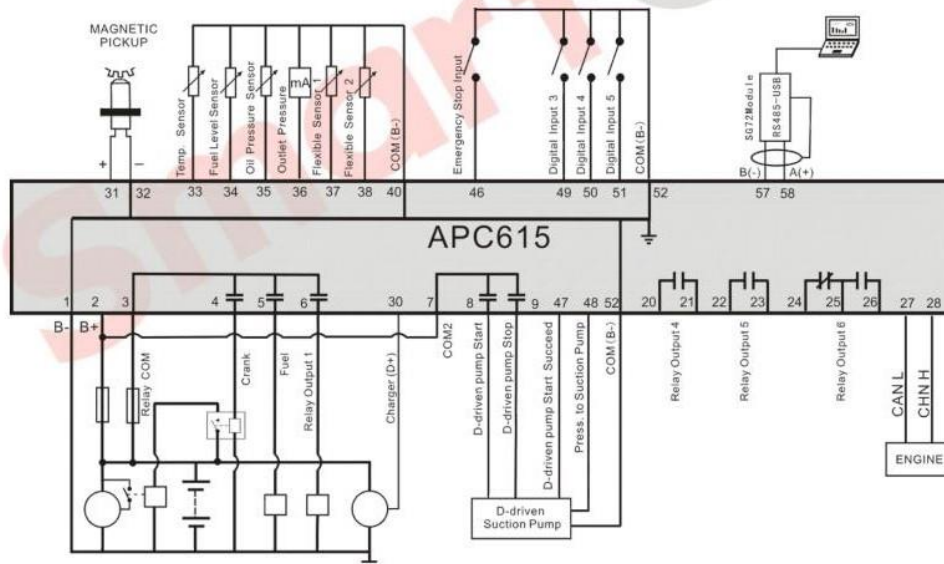 Smart
MAGNETIC
PICKUP
+
−
31
32
Temp Sensor
33
Fuel Level Sensor
34
Oil Pressure Sensor
35
Outlet Pressure
mA
36
Flexible Sensor 1
37
Flexible Sensor 2
38
COM(B-)
40
Emergency Stop Input
46
Digital Input 3
49
Digital Input 4
50
Digital Input 5
51
COM(B-)
52
SG72Module
RS485-USB
B(-)
A(+)
57
58
APC615
1
2
3
4
5
6
30
7
8
9
47
48
52
20
21
22
23
24
25
26
27
28
B-
B+
Relay COM
Crank
Fuel
Relay Output 1
Charger (D+)
COM2
D-driven pump Start
D-driven pump Stop
D-driven pump Start Succeed
Press. to Suction Pump
COM(B-)
Relay Output 4
Relay Output 5
Relay Output 6
CAN L
CHN H
D-driven
Suction Pump
ENGINE